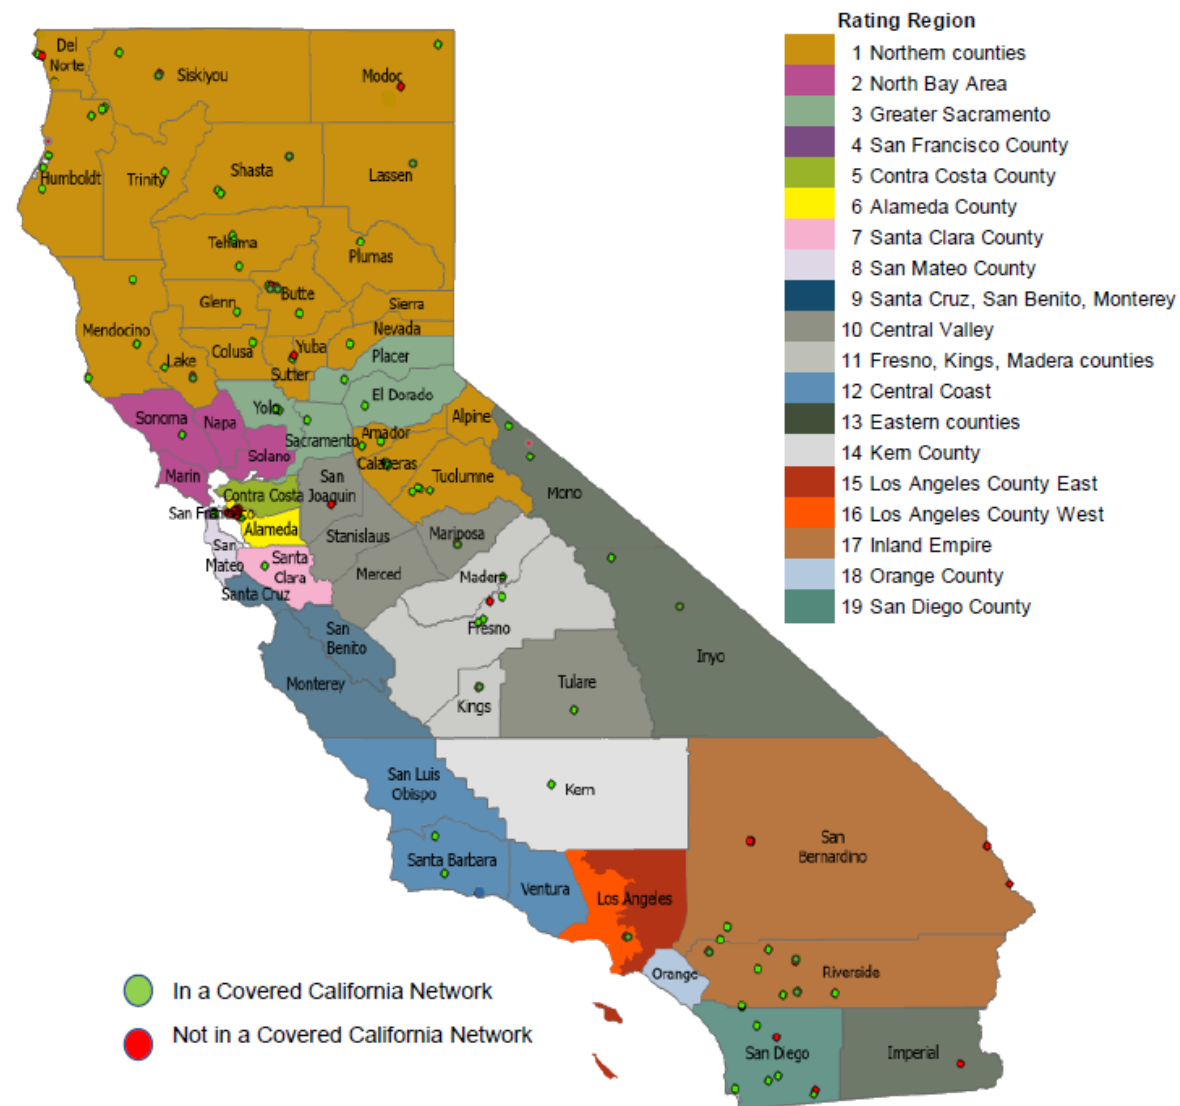 Rating Region
1 Northern counties
2 North Bay Area
3 Greater Sacramento
4 San Francisco County
5 Contra Costa County
6 Alameda County
7 Santa Clara County
8 San Mateo County
9 Santa Cruz, San Benito, Monterey
10 Central Valley
11 Fresno, Kings, Madera counties
12 Central Coast
13 Eastern counties
14 Kern County
15 Los Angeles County East
16 Los Angeles County West
17 Inland Empire
18 Orange County
19 San Diego County
Del
Norte
Siskiyou
Modoc
Humboldt
Trinity
Shasta
Lassen
Tehama
Plumas
Glenn
Butte
Sierra
Mendocino
Lake
Colusa
Yuba
Sutter
Nevada
Placer
Sonoma
Napa
Yolo
El Dorado
Solano
Sacramento
Amador
Alpine
Marin
Calaveras
Tuolumne
Contra Costa
San
Joaquin
Mono
San Francisco
Alameda
Stanislaus
Mariposa
San
Mateo
Santa
Clara
Merced
Madera
Santa Cruz
San
Benito
Fresno
Inyo
Monterey
Kings
Tulare
San Luis
Obispo
Kern
San
Bernardino
Santa Barbara
Ventura
Los Angeles
Orange
Riverside
San Diego
Imperial
In a Covered California Network
Not in a Covered California Network